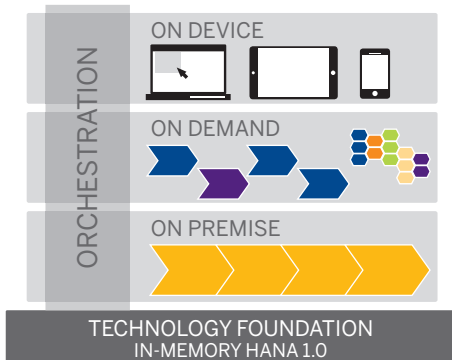 ORCHESTRATION
ON DEVICE
ON DEMAND
ON PREMISE
TECHNOLOGY FOUNDATION
IN-MEMORY HANA 1.0